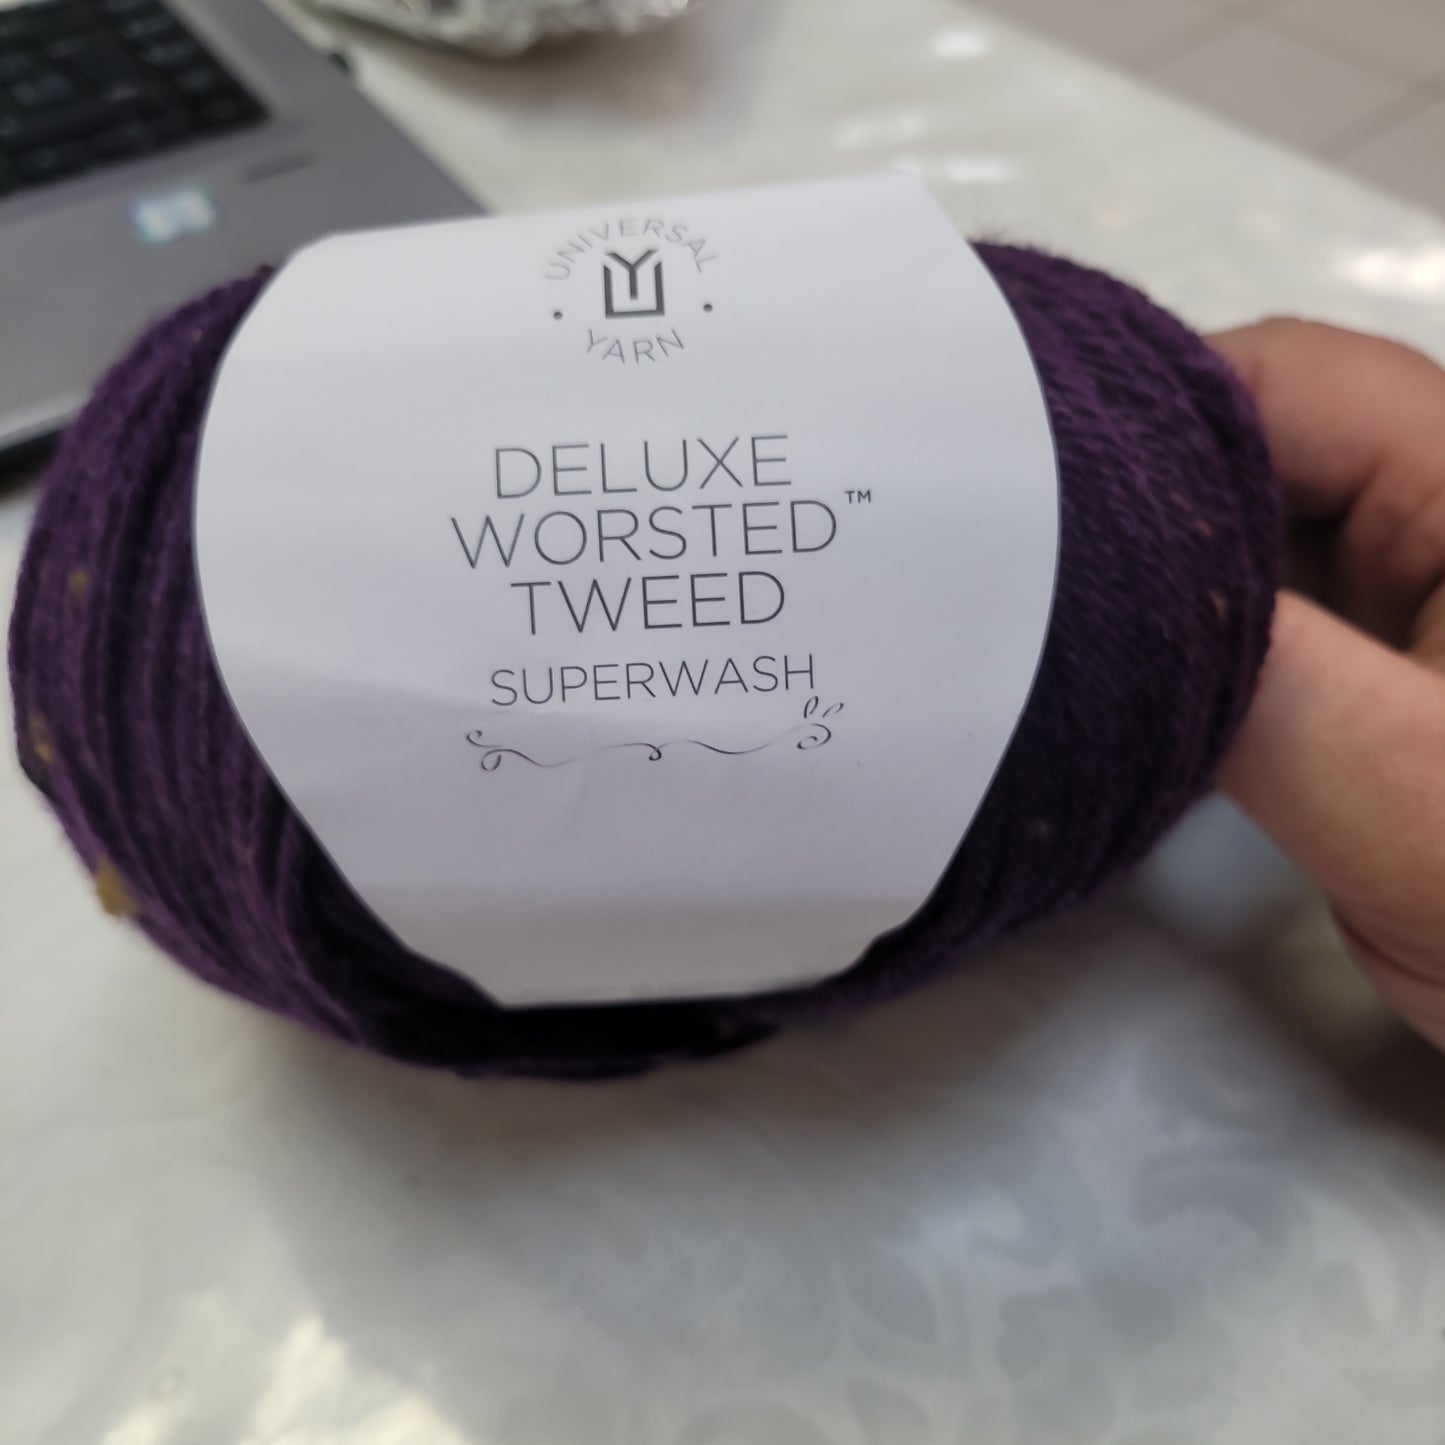 UNIVERSAL
YARN
DELUXE
WORSTED™
TWEED
SUPERWASH